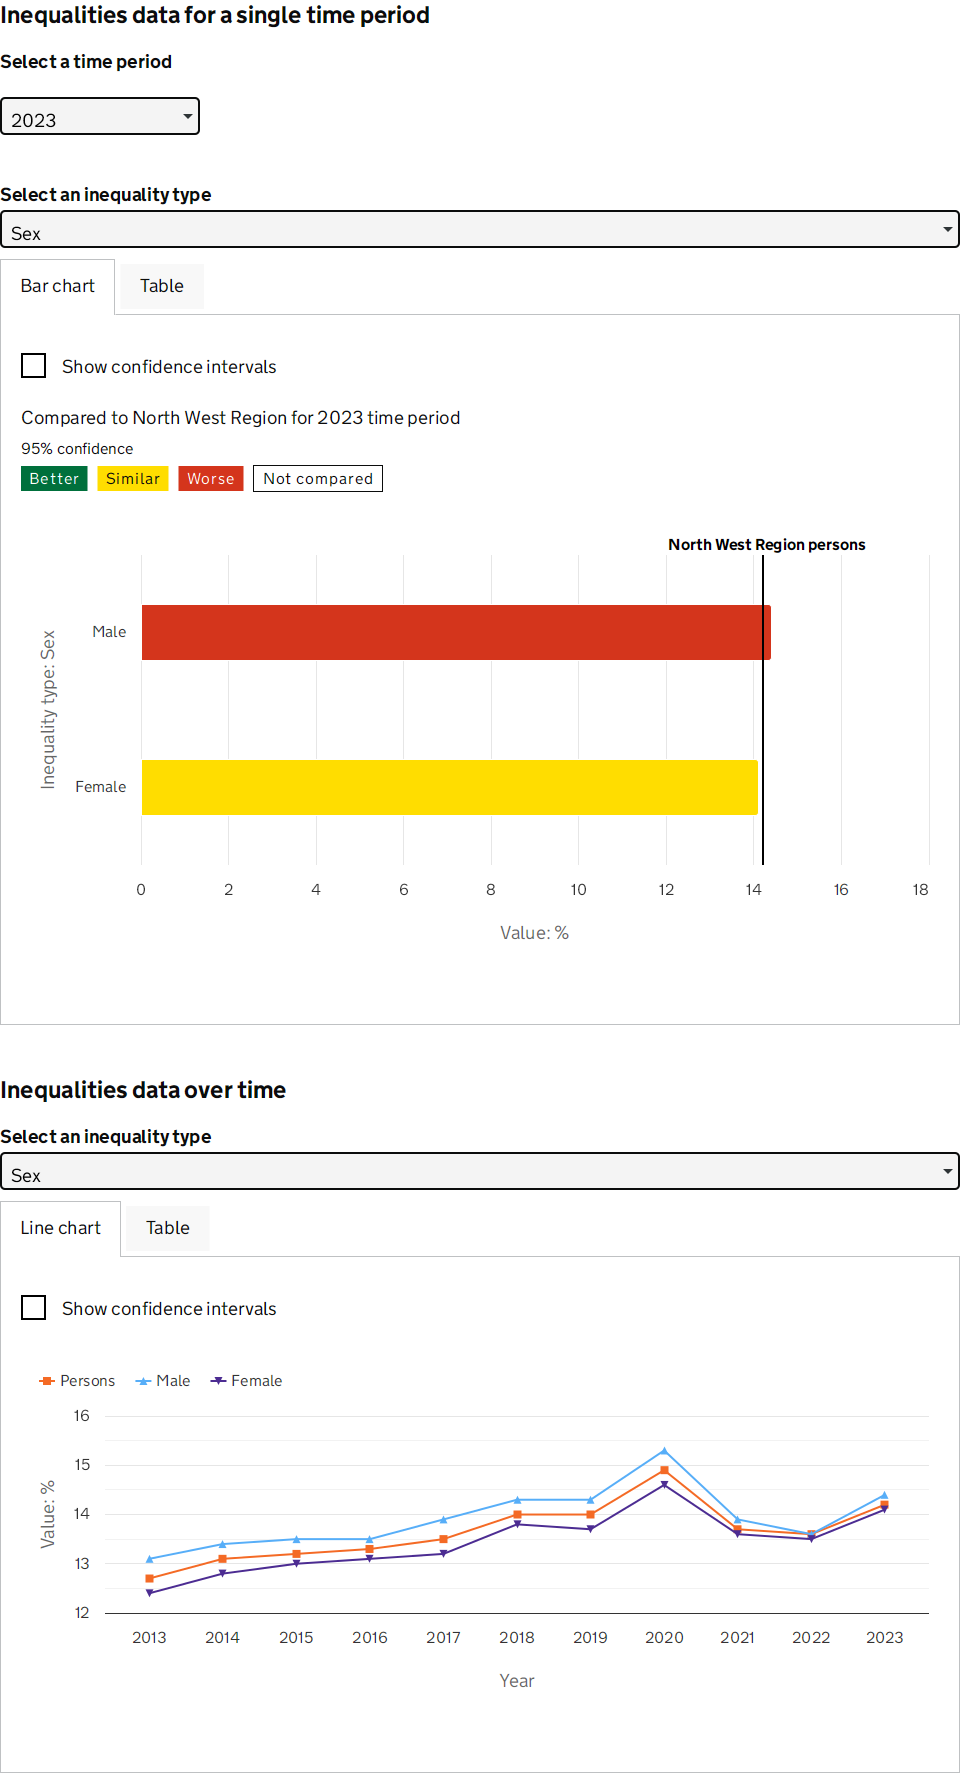 Inequalities data for a single time period
Select a time period
2023
Select an inequality type
Sex
Bar chart Table
Show confidence intervals
Compared to North West Region for 2023 time period
95% confidence
Better Similar Worse Not compared
North West Region persons
Inequality type: Sex
Male
Female
0 2 4 6 8 10 12 14 16 18
Value: %
Inequalities data over time
Select an inequality type
Sex
Line chart Table
Show confidence intervals
Persons Male Female
Value: %
16
15
14
13
12
2013 2014 2015 2016 2017 2018 2019 2020 2021 2022 2023
Year